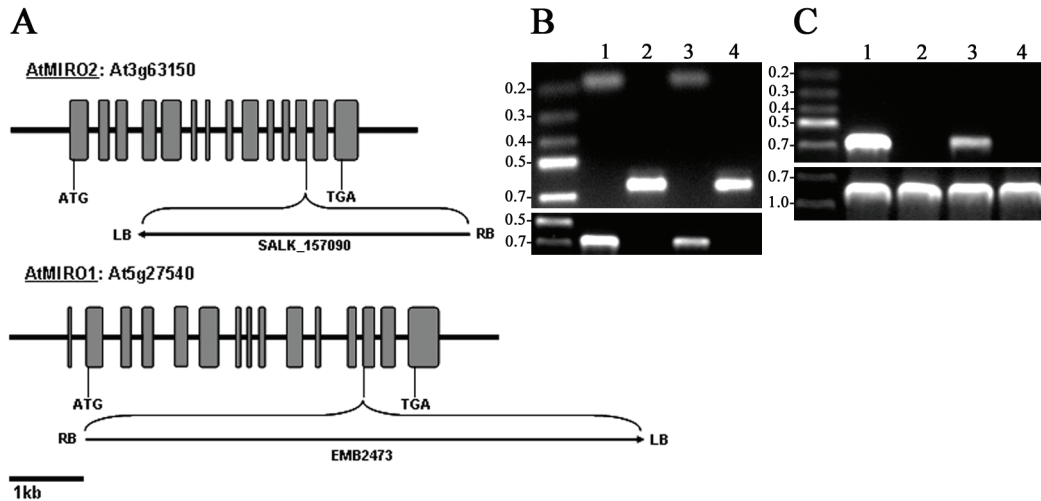 A
AtMIRO2: At3g63150
ATG
TGA
LB
RB
SALK_157090
AtMIRO1: At5g27540
ATG
TGA
RB
LB
EMB2473
1kb
B
1 2 3 4
0.2
0.3
0.4
0.5
0.7
0.5
0.7
C
1 2 3 4
0.2
0.3
0.4
0.5
0.7
0.7
1.0